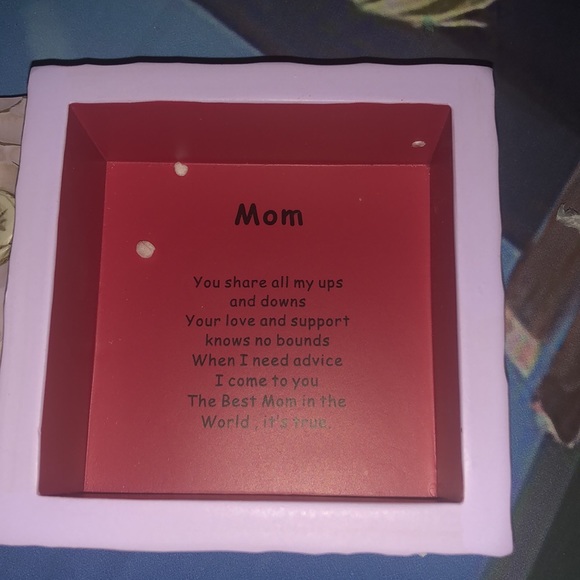 Mom
You share all my ups
and downs
Your love and support
knows no bounds
When I need advice
I come to you
The Best Mom in the
World , it's true.